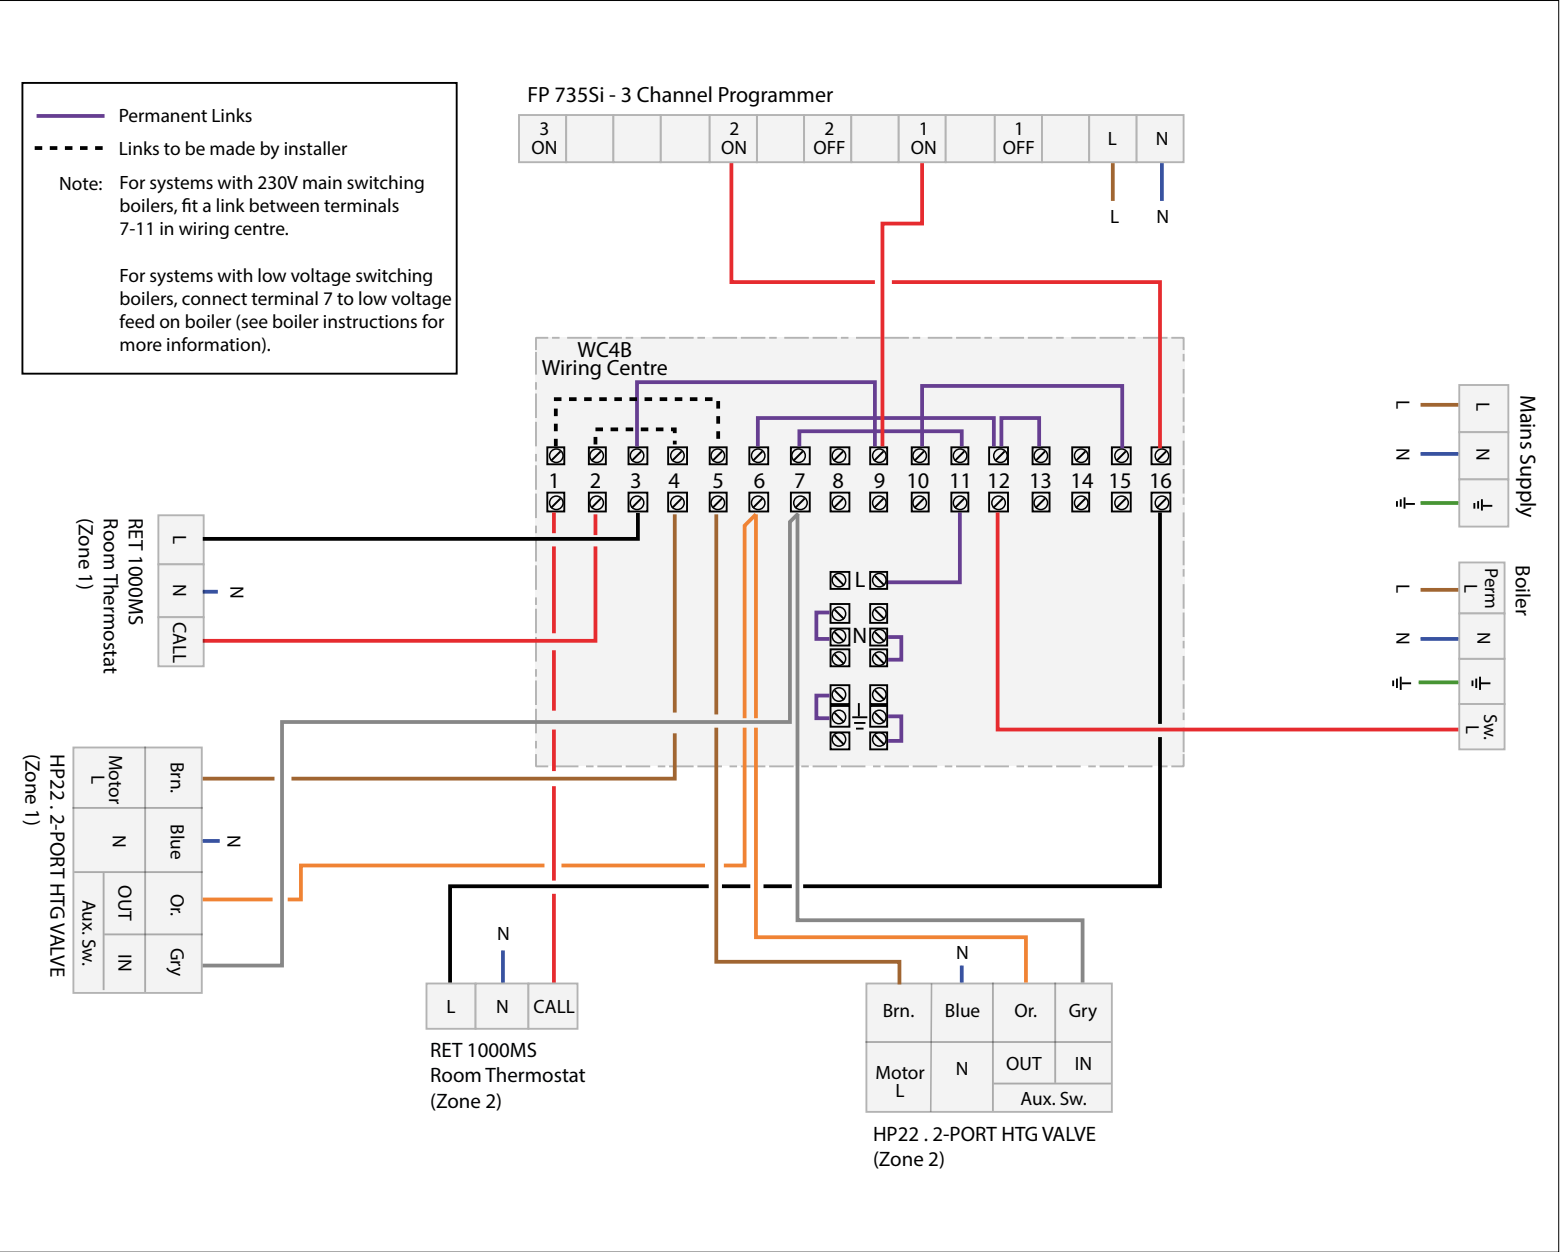 FP 735Si - 3 Channel Programmer
3 ON
2 ON
2 OFF
1 ON
1 OFF
L
N
L
N
Permanent Links
Links to be made by installer
Note: For systems with 230V main switching
boilers, fit a link between terminals
7-11 in wiring centre.
For systems with low voltage switching
boilers, connect terminal 7 to low voltage
feed on boiler (see boiler instructions for
more information).
WC4B
Wiring Centre
1 2 3 4 5 6 7 8 9 10 11 12 13 14 15 16
L
N
Mains Supply
L
N
L
N
Boiler
Perm L
N
Sw. L
L
N
RET 1000MS
Room Thermostat
(Zone 1)
L
N
CALL
N
HP22 . 2-PORT HTG VALVE
(Zone 1)
Motor L
N
OUT
IN
Aux. Sw.
Brn.
Blue
Or.
Gry
N
N
L
N
CALL
RET 1000MS
Room Thermostat
(Zone 2)
N
Brn.
Blue
Or.
Gry
Motor L
N
OUT
IN
Aux. Sw.
HP22 . 2-PORT HTG VALVE
(Zone 2)